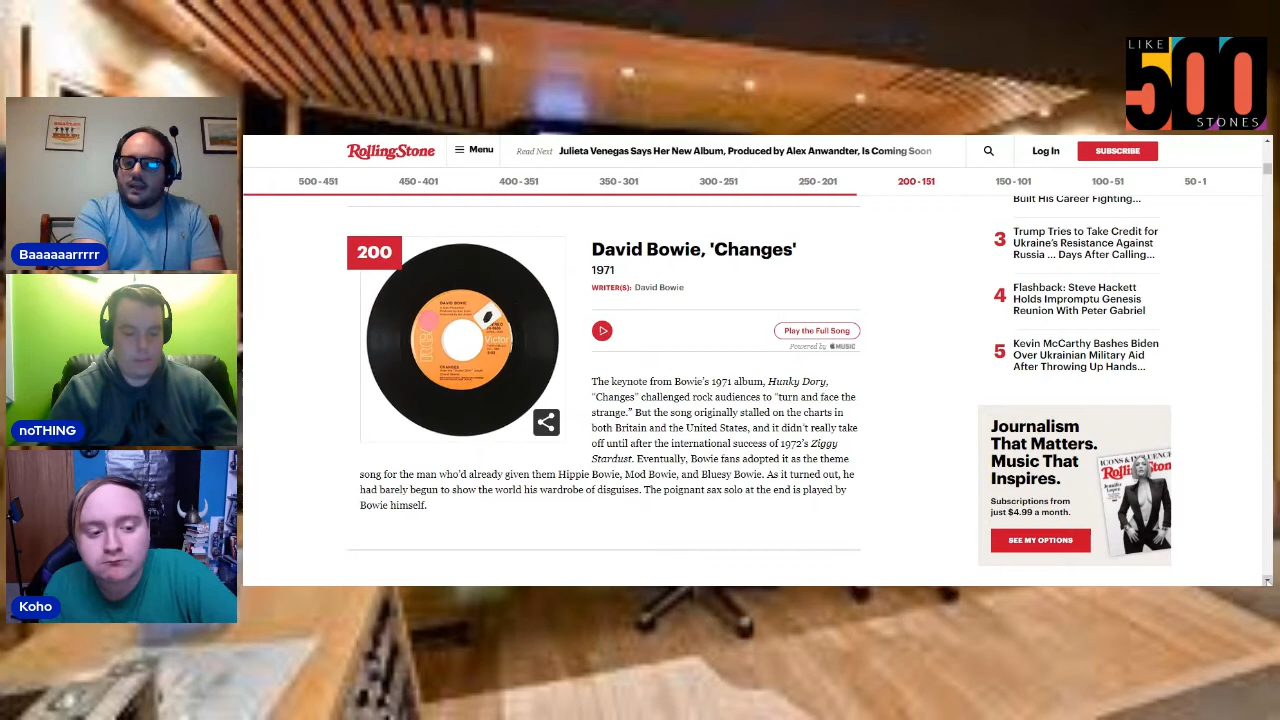 LIKE
500
STONES
RollingStone
Menu
Read Next Julieta Venegas Says Her New Album, Produced by Alex Anwandter, Is Coming Soon
Log In
SUBSCRIBE
500 - 451
450 - 401
400 - 351
350 - 301
300 - 251
250 - 201
200 - 151
150 - 101
100 - 51
50 - 1
Baaaaaarrrrr
noTHING
Koho
200
DAVID BOWIE
Victor
CHANGES
David Bowie, 'Changes'
1971
WRITER(S): David Bowie
Play the Full Song
Powered by MUSIC
The keynote from Bowie's 1971 album, Hunky Dory,
"Changes" challenged rock audiences to "turn and face the
strange." But the song originally stalled on the charts in
both Britain and the United States, and it didn't really take
off until after the international success of 1972's Ziggy
Stardust. Eventually, Bowie fans adopted it as the theme
song for the man who'd already given them Hippie Bowie, Mod Bowie, and Bluesy Bowie. As it turned out, he
had barely begun to show the world his wardrobe of disguises. The poignant sax solo at the end is played by
Bowie himself.
Built His Career Fighting...
3
Trump Tries to Take Credit for
Ukraine's Resistance Against
Russia ... Days After Calling...
4
Flashback: Steve Hackett
Holds Impromptu Genesis
Reunion With Peter Gabriel
5
Kevin McCarthy Bashes Biden
Over Ukrainian Military Aid
After Throwing Up Hands...
Journalism
That Matters.
Music That
Inspires.
Subscriptions from
just $4.99 a month.
SEE MY OPTIONS